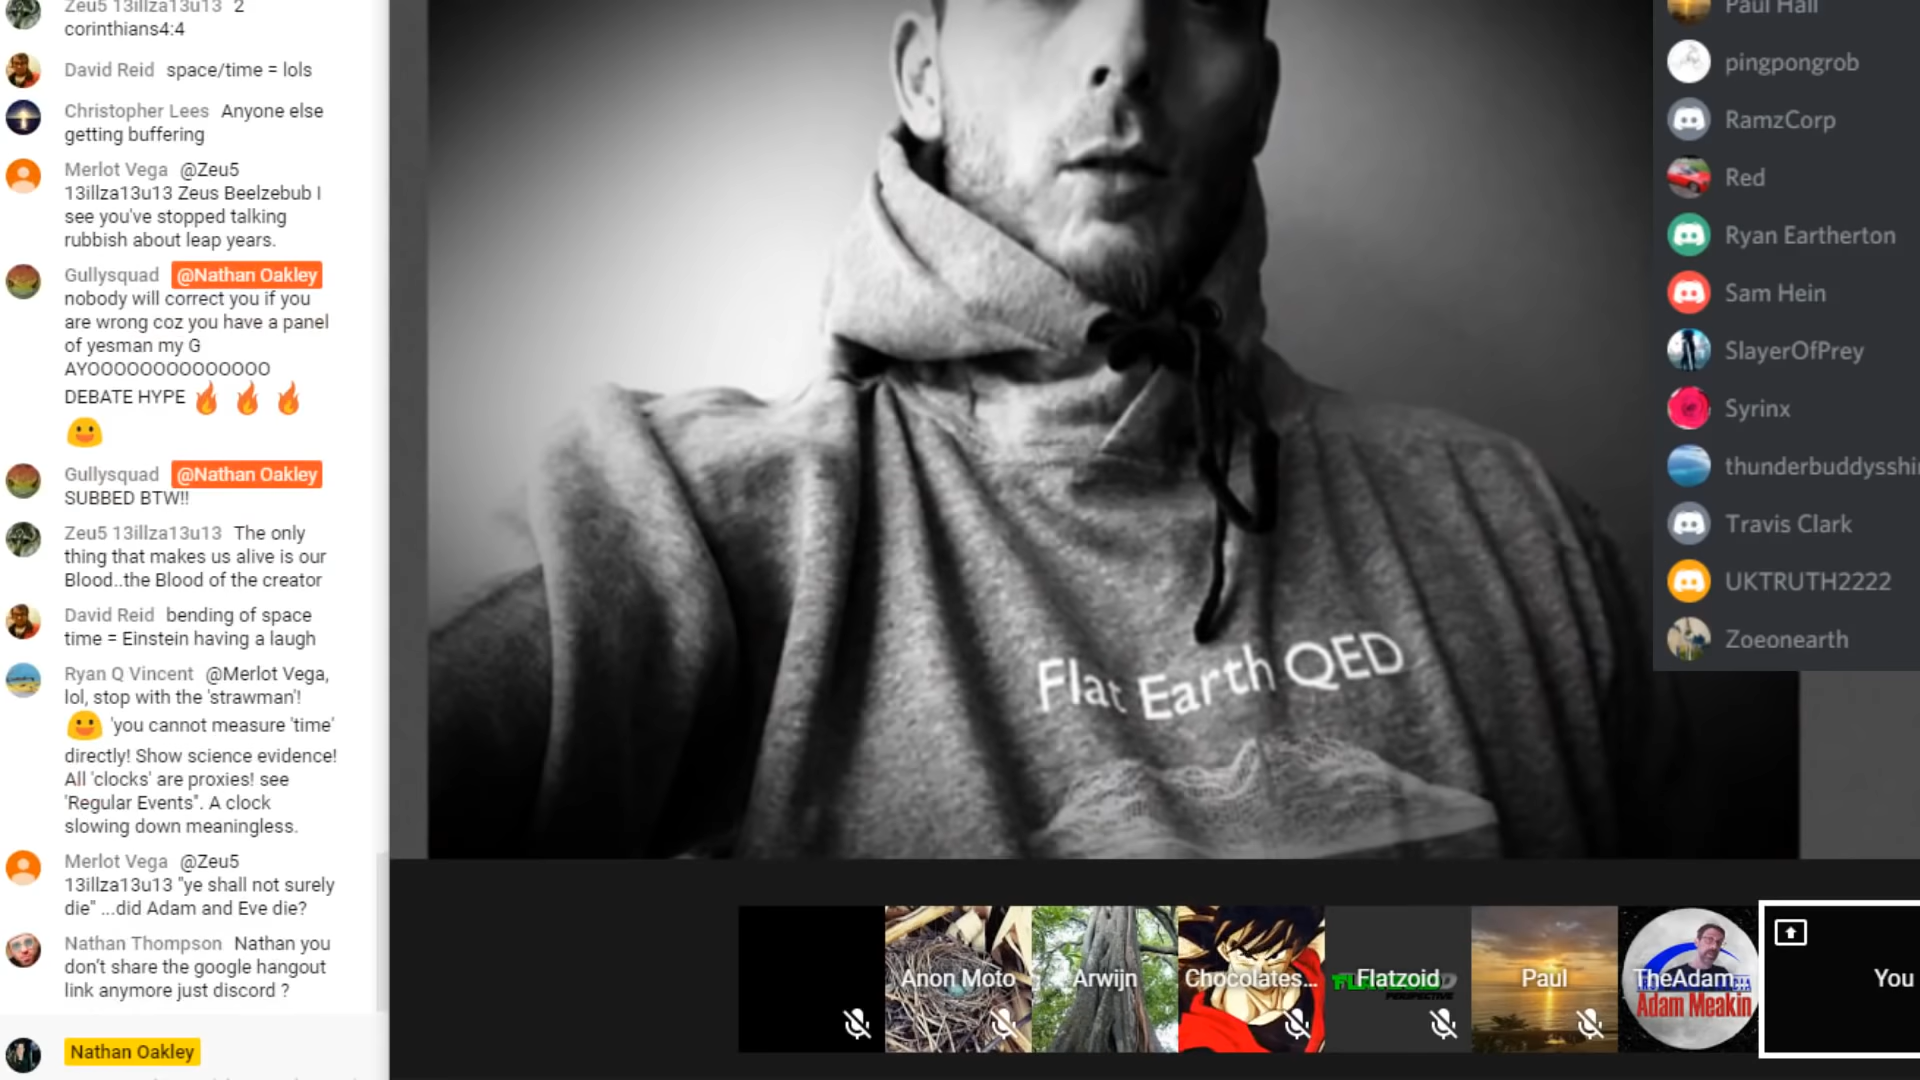 Zeu5 13illza13u13 2
corinthians4:4
David Reid space/time = lols
Christopher Lees Anyone else
getting buffering
Merlot Vega @Zeu5
13illza13u13 Zeus Beelzebub I
see you've stopped talking
rubbish about leap years.
Gullysquad @Nathan Oakley
nobody will correct you if you
are wrong coz you have a panel
of yesman my G
AYOOOOOOOOOOOOOO
DEBATE HYPE
Gullysquad @Nathan Oakley
SUBBED BTW!!
Zeu5 13illza13u13 The only
thing that makes us alive is our
Blood..the Blood of the creator
David Reid bending of space
time = Einstein having a laugh
Ryan Q Vincent @Merlot Vega,
lol, stop with the 'strawman'!
'you cannot measure 'time'
directly! Show science evidence!
All 'clocks' are proxies! see
'Regular Events". A clock
slowing down meaningless.
Merlot Vega @Zeu5
13illza13u13 "ye shall not surely
die" ...did Adam and Eve die?
Nathan Thompson Nathan you
don't share the google hangout
link anymore just discord ?
Nathan Oakley
Flat Earth QED
Paul Hall
pingpongrob
RamzCorp
Red
Ryan Eartherton
Sam Hein
SlayerOfPrey
Syrinx
thunderbuddysshi
Travis Clark
UKTRUTH2222
Zoeonearth
Anon Moto
Arwijn
Chocolates...
Flatzoid
PERSPECTIVE
Paul
TheAdam...
Adam Meakin
You